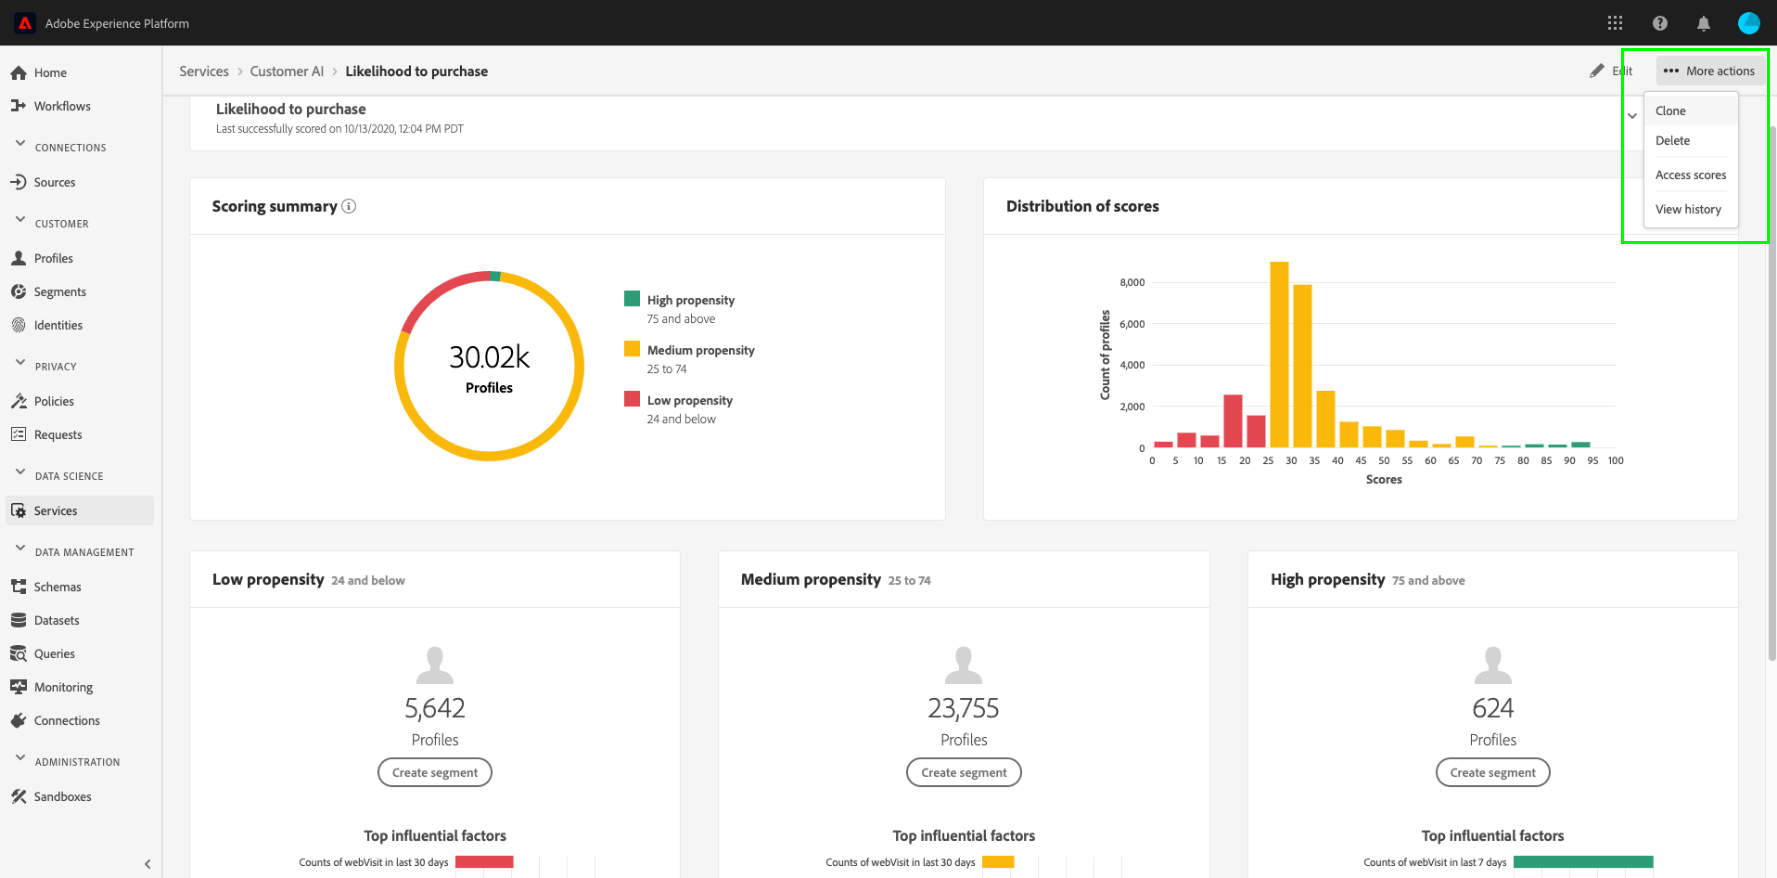 Adobe Experience Platform
Home
Workflows
CONNECTIONS
Sources
CUSTOMER
Profiles
Segments
Identities
PRIVACY
Policies
Requests
DATA SCIENCE
Services
DATA MANAGEMENT
Schemas
Datasets
Queries
Monitoring
Connections
ADMINISTRATION
Sandboxes
Services > Customer AI > Likelihood to purchase
Edit
••• More actions
Clone
Delete
Access scores
View history
Likelihood to purchase
Last successfully scored on 10/13/2020, 12:04 PM PDT
Scoring summary
30.02k
Profiles
High propensity
75 and above
Medium propensity
25 to 74
Low propensity
24 and below
Distribution of scores
Count of profiles
8,000
6,000
4,000
2,000
0
0 5 10 15 20 25 30 35 40 45 50 55 60 65 70 75 80 85 90 95 100
Scores
Low propensity 24 and below
5,642
Profiles
Create segment
Top influential factors
Counts of webVisit in last 30 days
Medium propensity 25 to 74
23,755
Profiles
Create segment
Top influential factors
Counts of webVisit in last 30 days
High propensity 75 and above
624
Profiles
Create segment
Top influential factors
Counts of webVisit in last 7 days